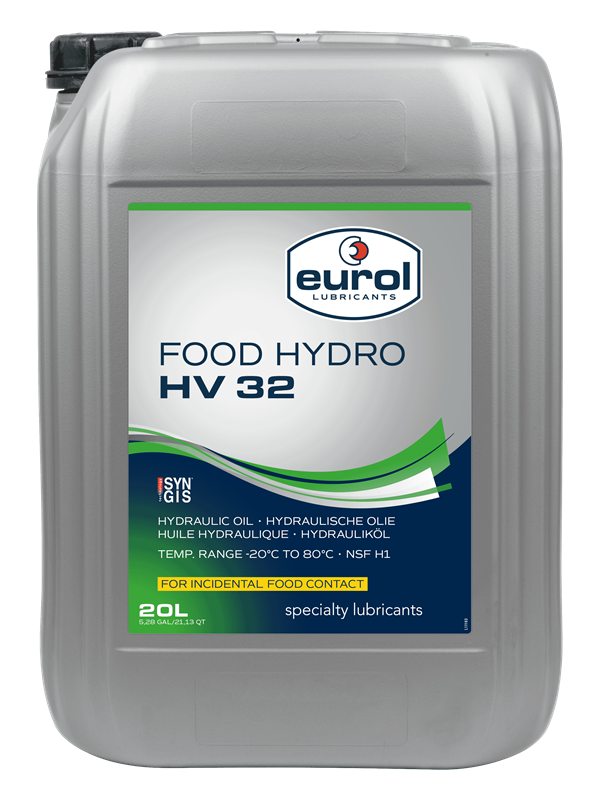 eurol
LUBRICANTS
FOOD HYDRO
HV 32
SYN
GIS
HYDRAULIC OIL · HYDRAULISCHE OLIE
HUILE HYDRAULIQUE · HYDRAULIKÖL
TEMP. RANGE -20°C TO 80°C · NSF H1
FOR INCIDENTAL FOOD CONTACT
20L
5,28 GAL/21,13 QT
specialty lubricants